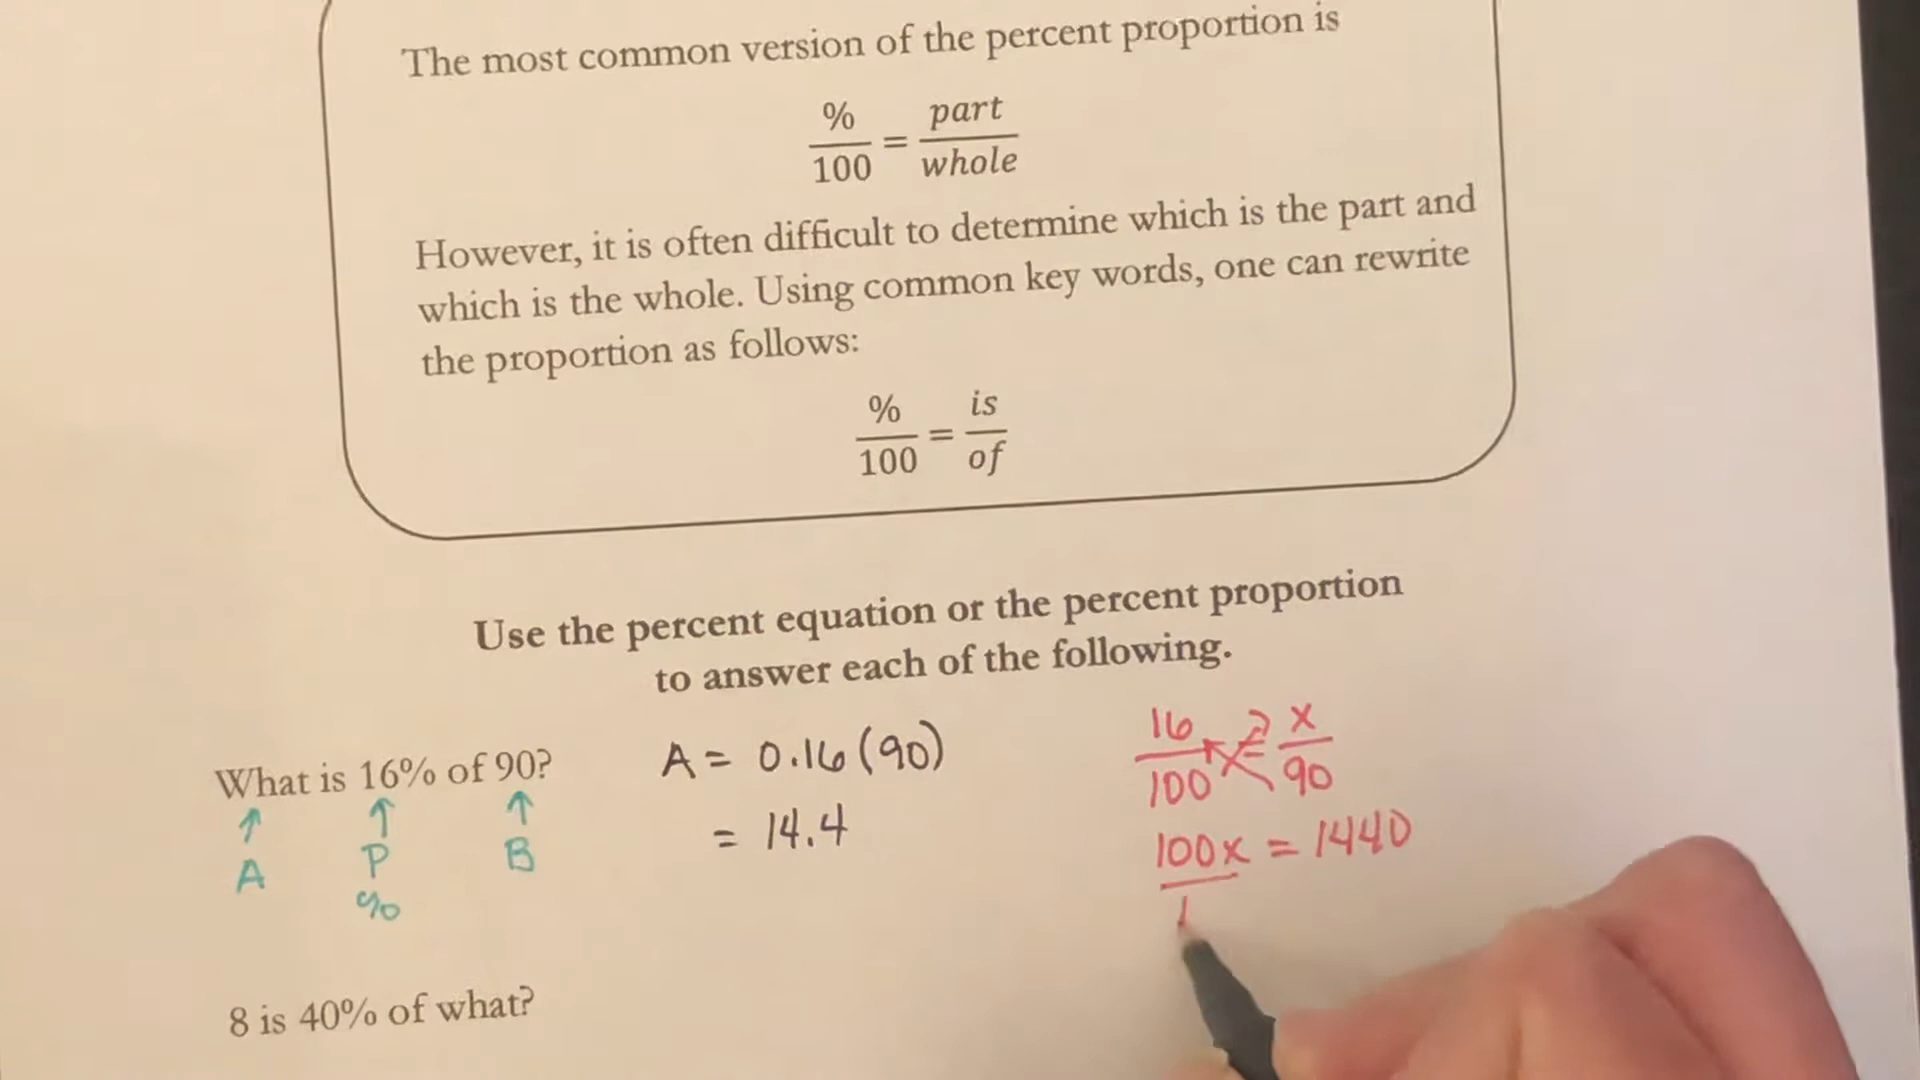 The most common version of the percent proportion is
%/100 = part/whole
However, it is often difficult to determine which is the part and
which is the whole. Using common key words, one can rewrite
the proportion as follows:
%/100 = is/of
Use the percent equation or the percent proportion
to answer each of the following.
What is 16% of 90?
A P B
%
A = 0.16(90)
= 14.4
16/100 = x/90
100x = 1440
1
8 is 40% of what?